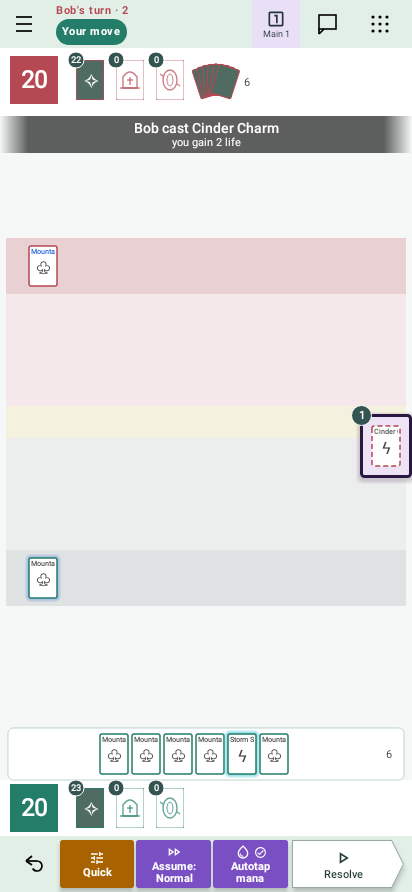 Bob's turn · 2
Your move
1
Main 1
20
22
0
0
6
Bob cast Cinder Charm
you gain 2 life
Mounta
1
Cinder
Mounta
Mounta
Mounta
Mounta
Mounta
Storm S
Mounta
6
20
23
0
0
Quick
Assume:
Normal
Autotap
mana
Resolve